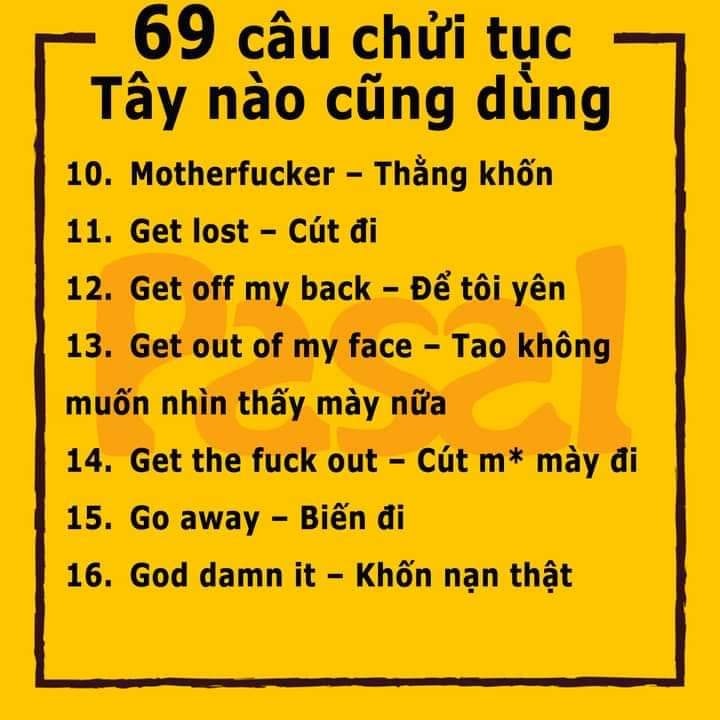 69 câu chửi tục
Tây nào cũng dùng
10. Motherfucker – Thằng khốn
11. Get lost – Cút đi
12. Get off my back – Để tôi yên
13. Get out of my face – Tao không
muốn nhìn thấy mày nữa
14. Get the fuck out – Cút m* mày đi
15. Go away – Biến đi
16. God damn it – Khốn nạn thật
Pasal